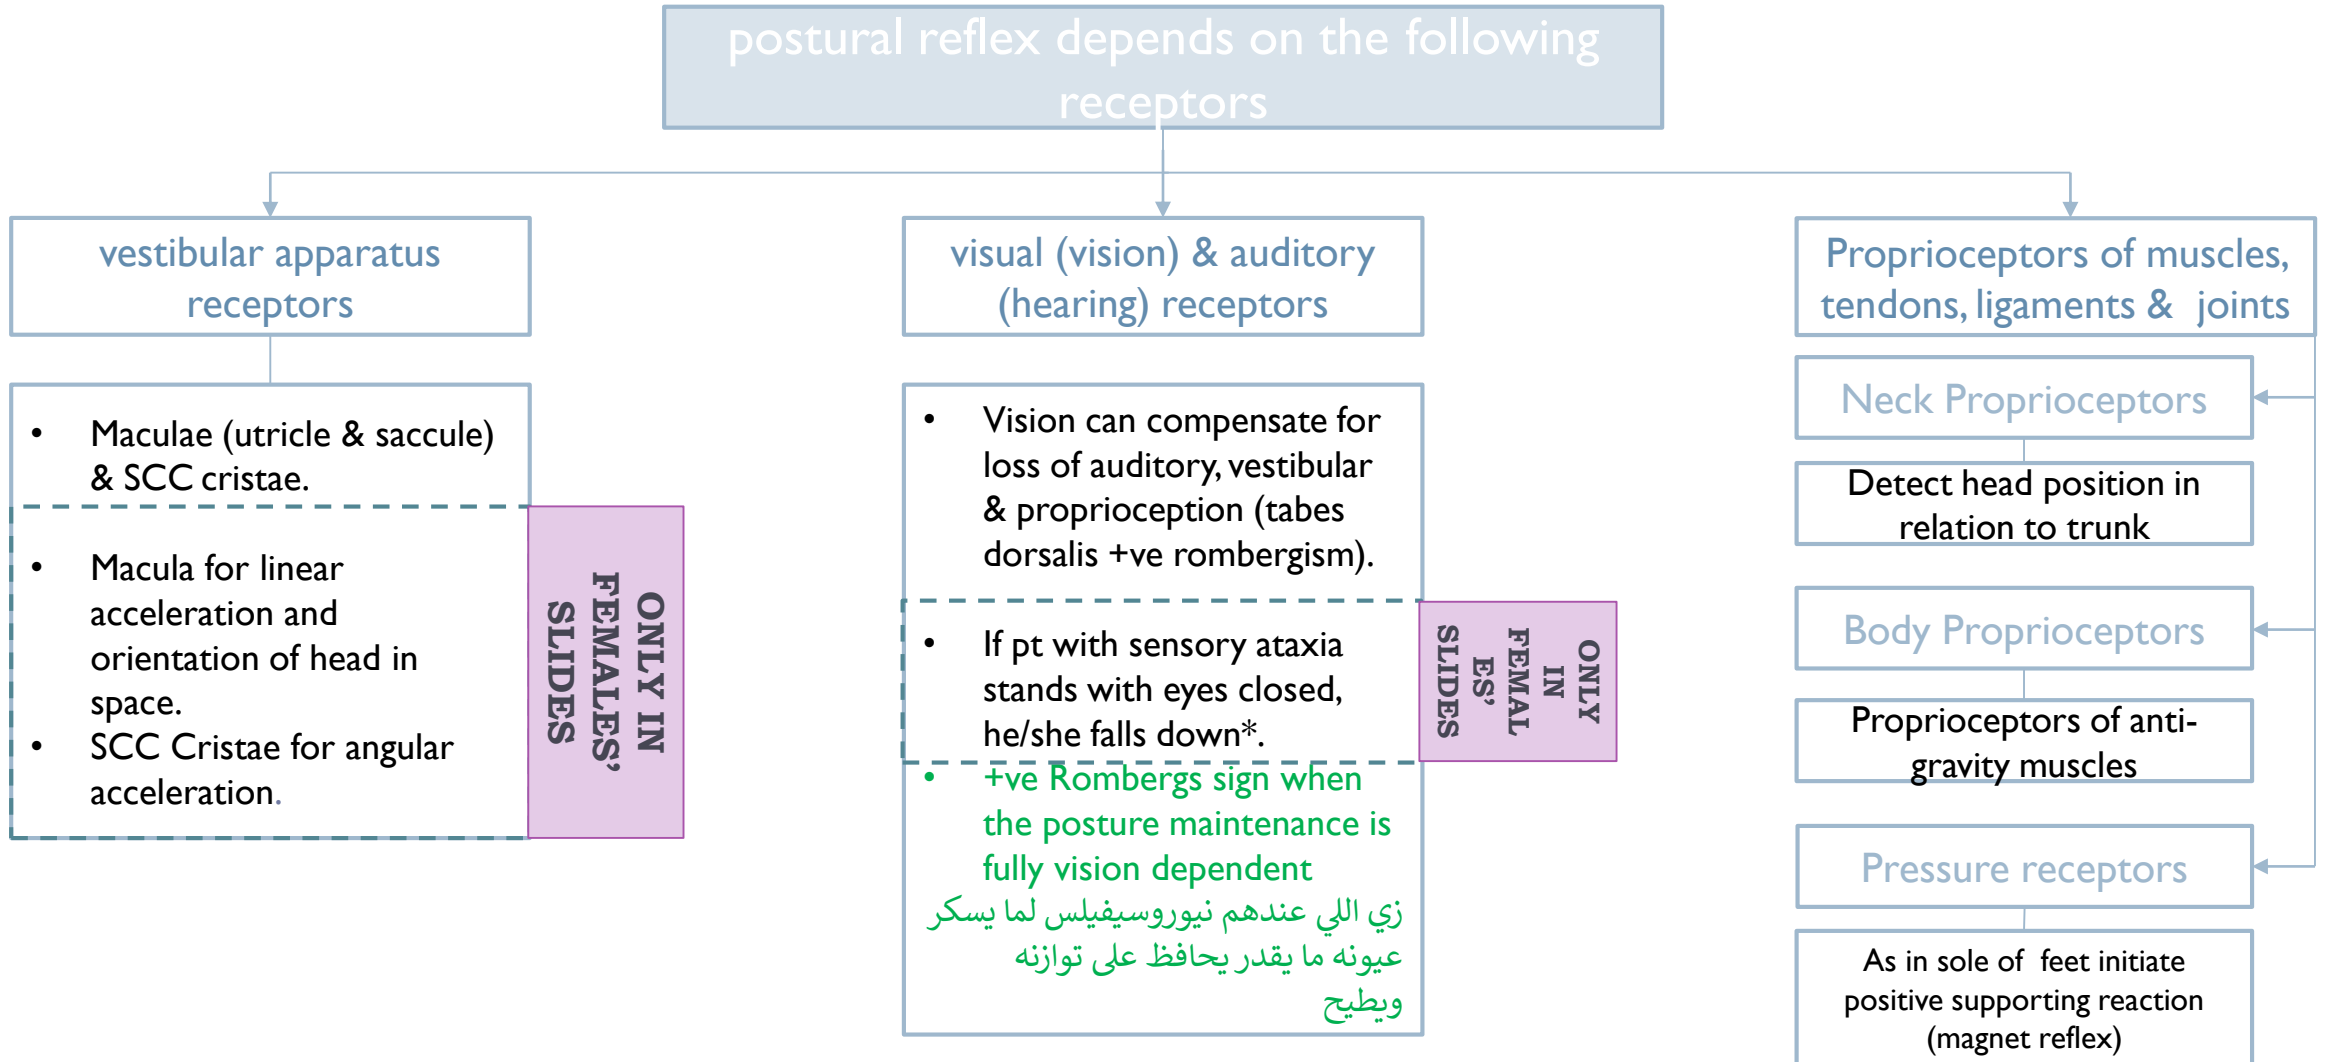 postural reflex depends on the following
receptors
vestibular apparatus
receptors
• Maculae (utricle & saccule)
& SCC cristae.
• Macula for linear
acceleration and
orientation of head in
space.
• SCC Cristae for angular
acceleration.
ONLY IN
FEMALES’
SLIDES
visual (vision) & auditory
(hearing) receptors
• Vision can compensate for
loss of auditory, vestibular
& proprioception (tabes
dorsalis +ve rombergism).
• If pt with sensory ataxia
stands with eyes closed,
he/she falls down*.
• +ve Rombergs sign when
the posture maintenance is
fully vision dependent
زي اللي عندهم نيوروسيفيلس لما يسكر
عيونه ما يقدر يحافظ على توازنه
ويطيح
ONLY
IN
FEMAL
ES’
SLIDES
Proprioceptors of muscles,
tendons, ligaments & joints
Neck Proprioceptors
Detect head position in
relation to trunk
Body Proprioceptors
Proprioceptors of anti-
gravity muscles
Pressure receptors
As in sole of feet initiate
positive supporting reaction
(magnet reflex)